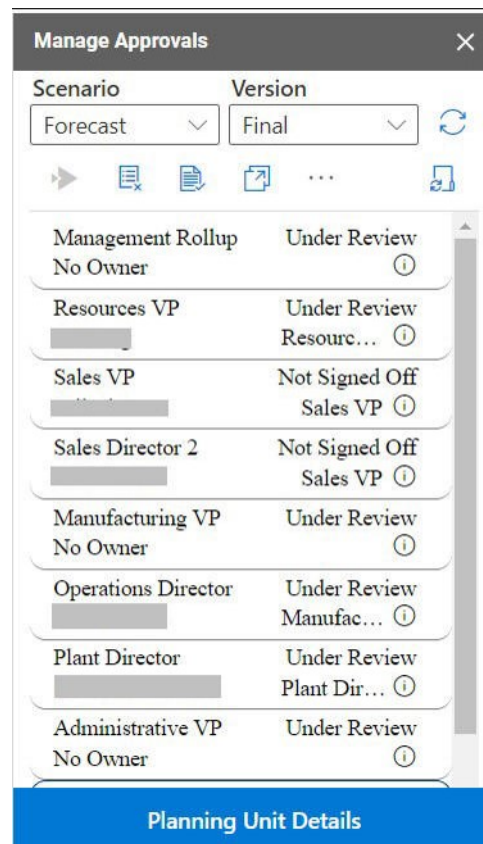 Manage Approvals
Scenario Version
Forecast Final
Management Rollup Under Review
No Owner
Resources VP Under Review
Resourc...
Sales VP Not Signed Off
Sales VP
Sales Director 2 Not Signed Off
Sales VP
Manufacturing VP Under Review
No Owner
Operations Director Under Review
Manufac...
Plant Director Under Review
Plant Dir...
Administrative VP Under Review
No Owner
Planning Unit Details